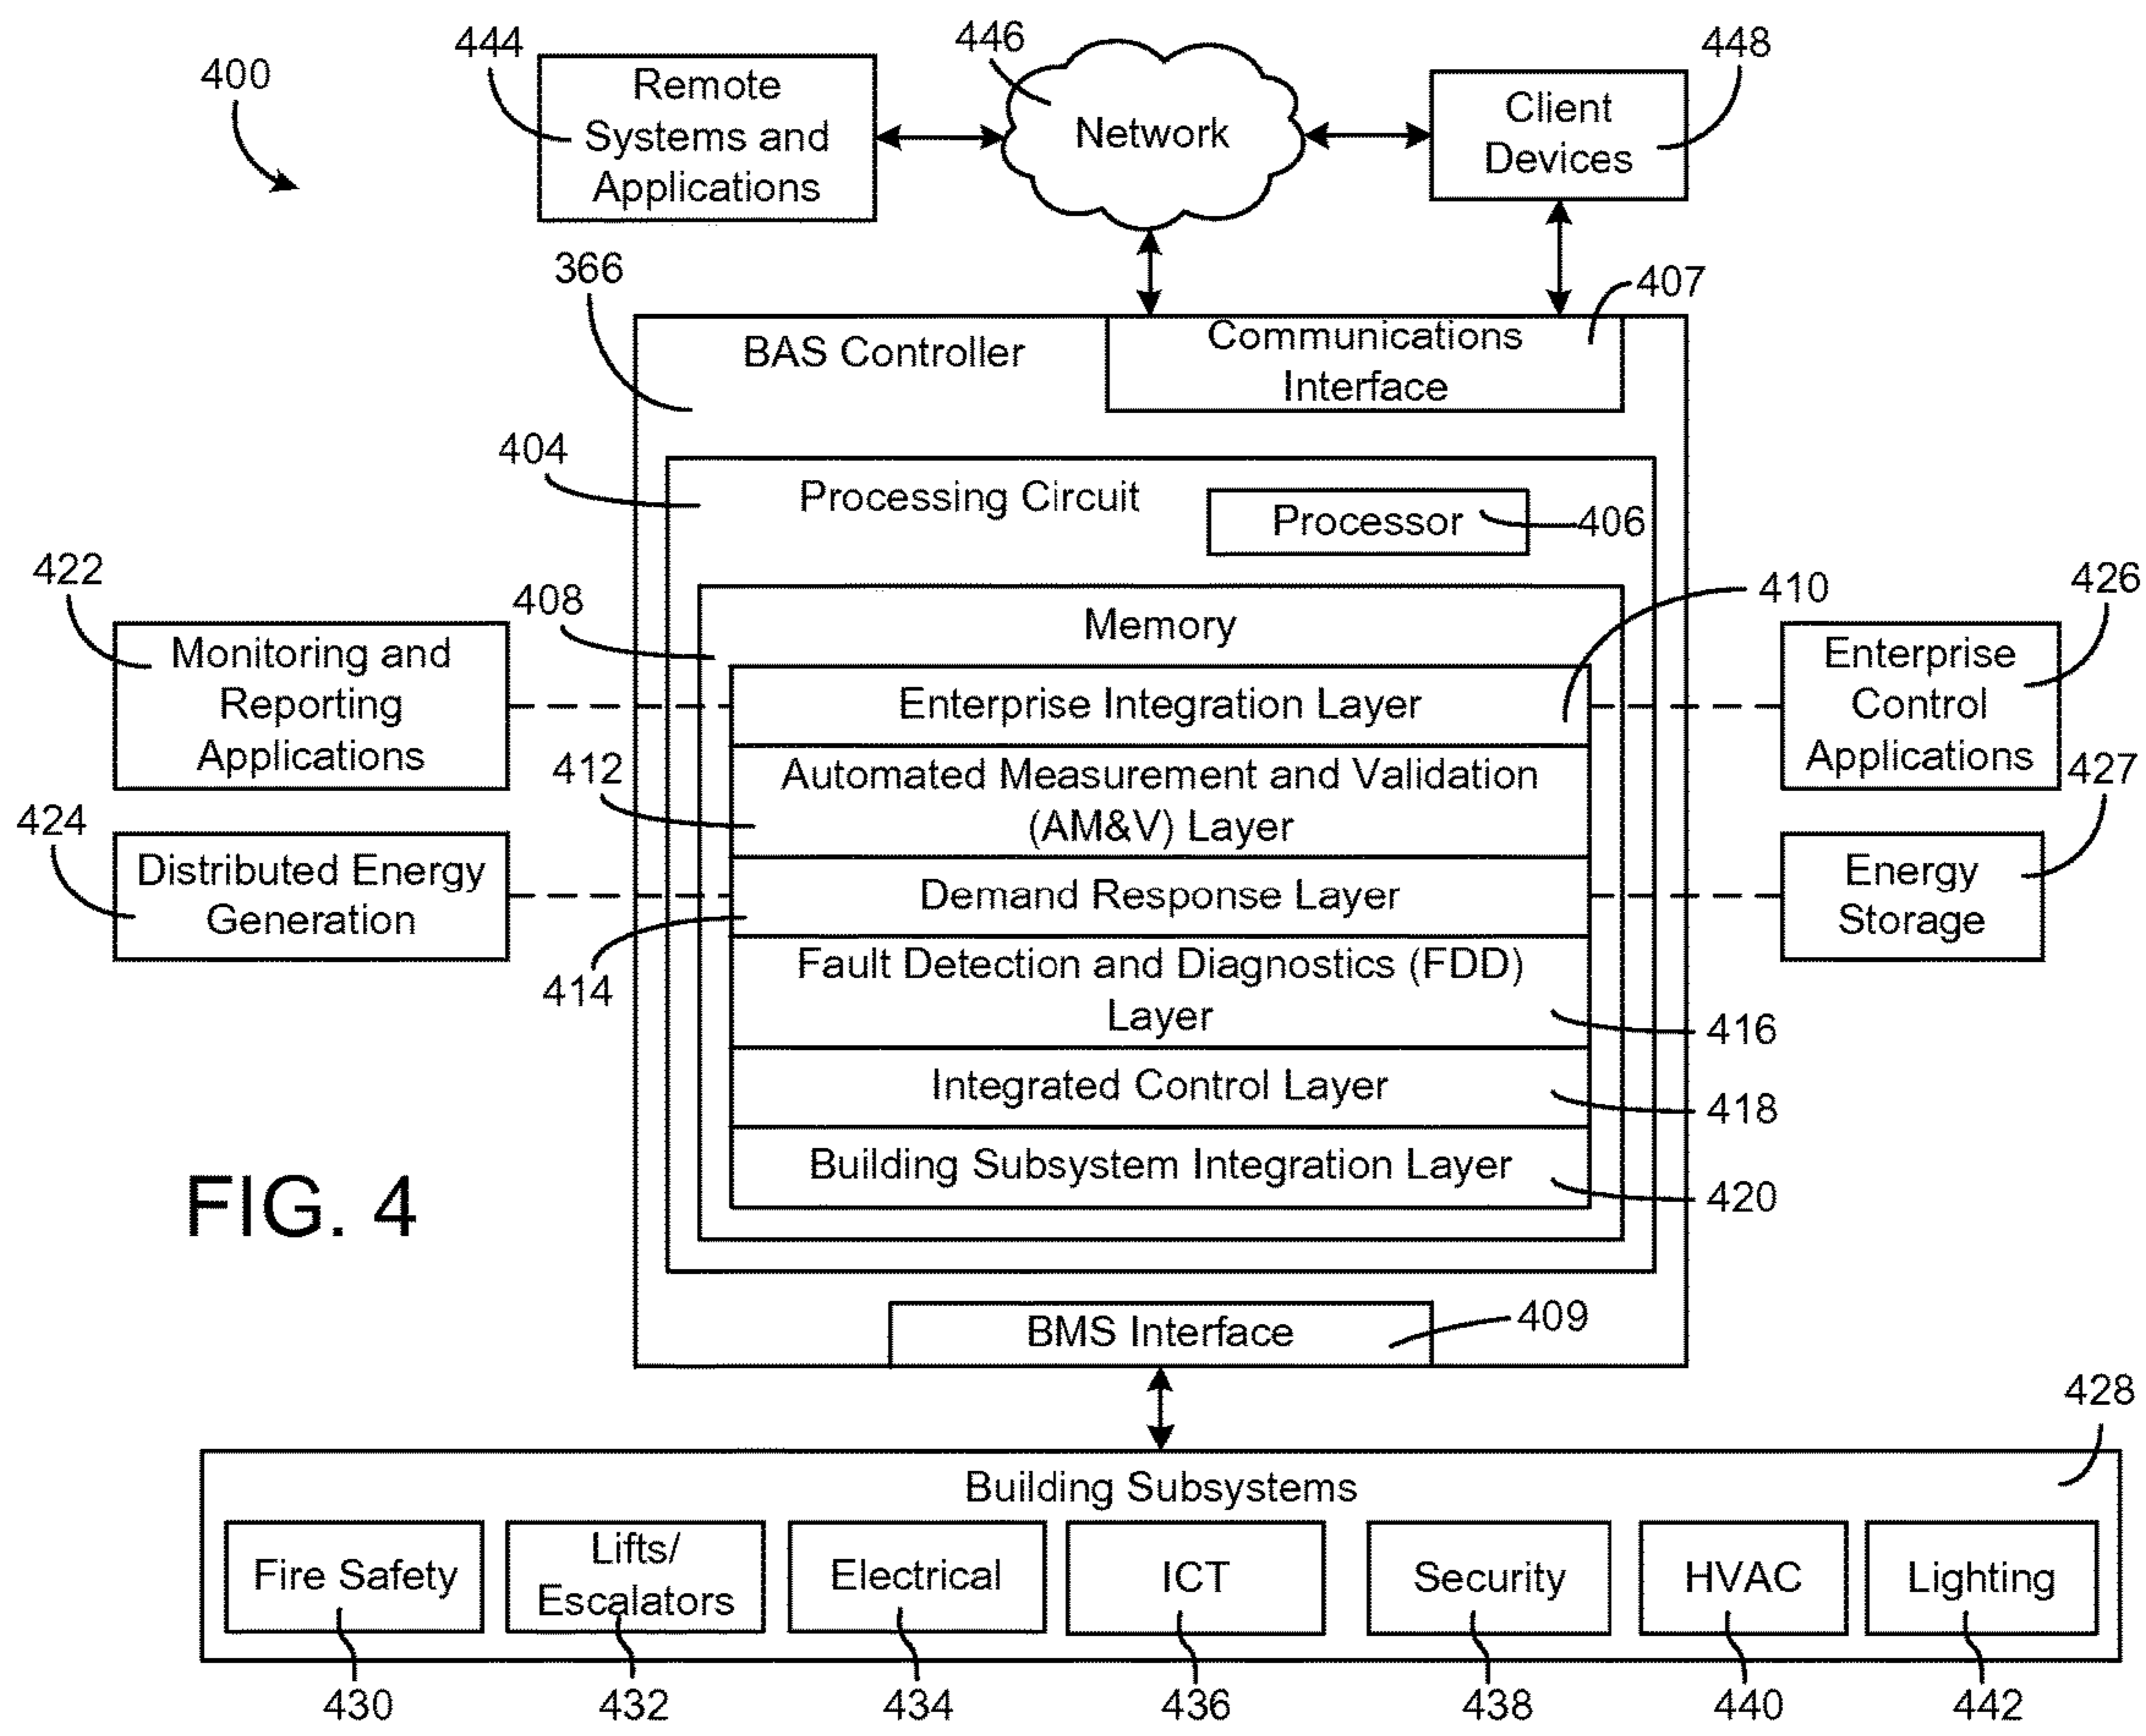 400
444
Remote
Systems and
Applications
446
Network
448
Client
Devices
366
BAS Controller
407
Communications
Interface
404
Processing Circuit
Processor
406
408
Memory
410
422
Monitoring and
Reporting
Applications
Enterprise Integration Layer
426
Enterprise
Control
Applications
412
Automated Measurement and Validation
(AM&V) Layer
424
Distributed Energy
Generation
414
Demand Response Layer
427
Energy
Storage
Fault Detection and Diagnostics (FDD)
Layer
416
Integrated Control Layer
418
Building Subsystem Integration Layer
420
FIG. 4
BMS Interface
409
428
Building Subsystems
Fire Safety
Lifts/
Escalators
Electrical
ICT
Security
HVAC
Lighting
430
432
434
436
438
440
442